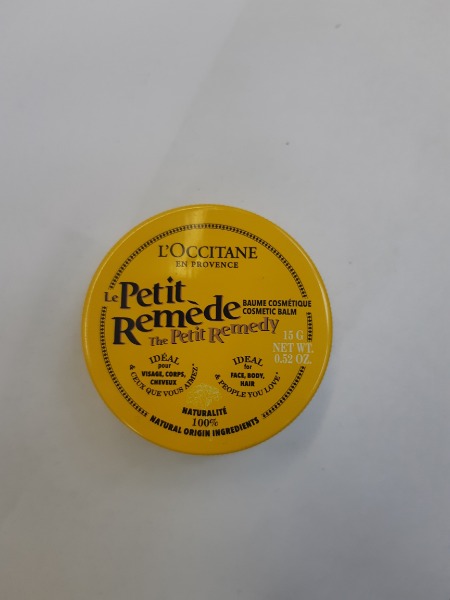 L'OCCITANE
EN PROVENCE
Le Petit
Remède
BAUME COSMÉTIQUE
COSMETIC BALM
The Petit Remedy
15 G
NET WT.
0.52 OZ.
IDÉAL
pour
VISAGE, CORPS,
CHEVEUX
& CEUX QUE VOUS AIMEZ*
IDEAL
for
FACE, BODY,
HAIR
& PEOPLE YOU LOVE*
NATURALITÉ
100%
NATURAL ORIGIN INGREDIENTS